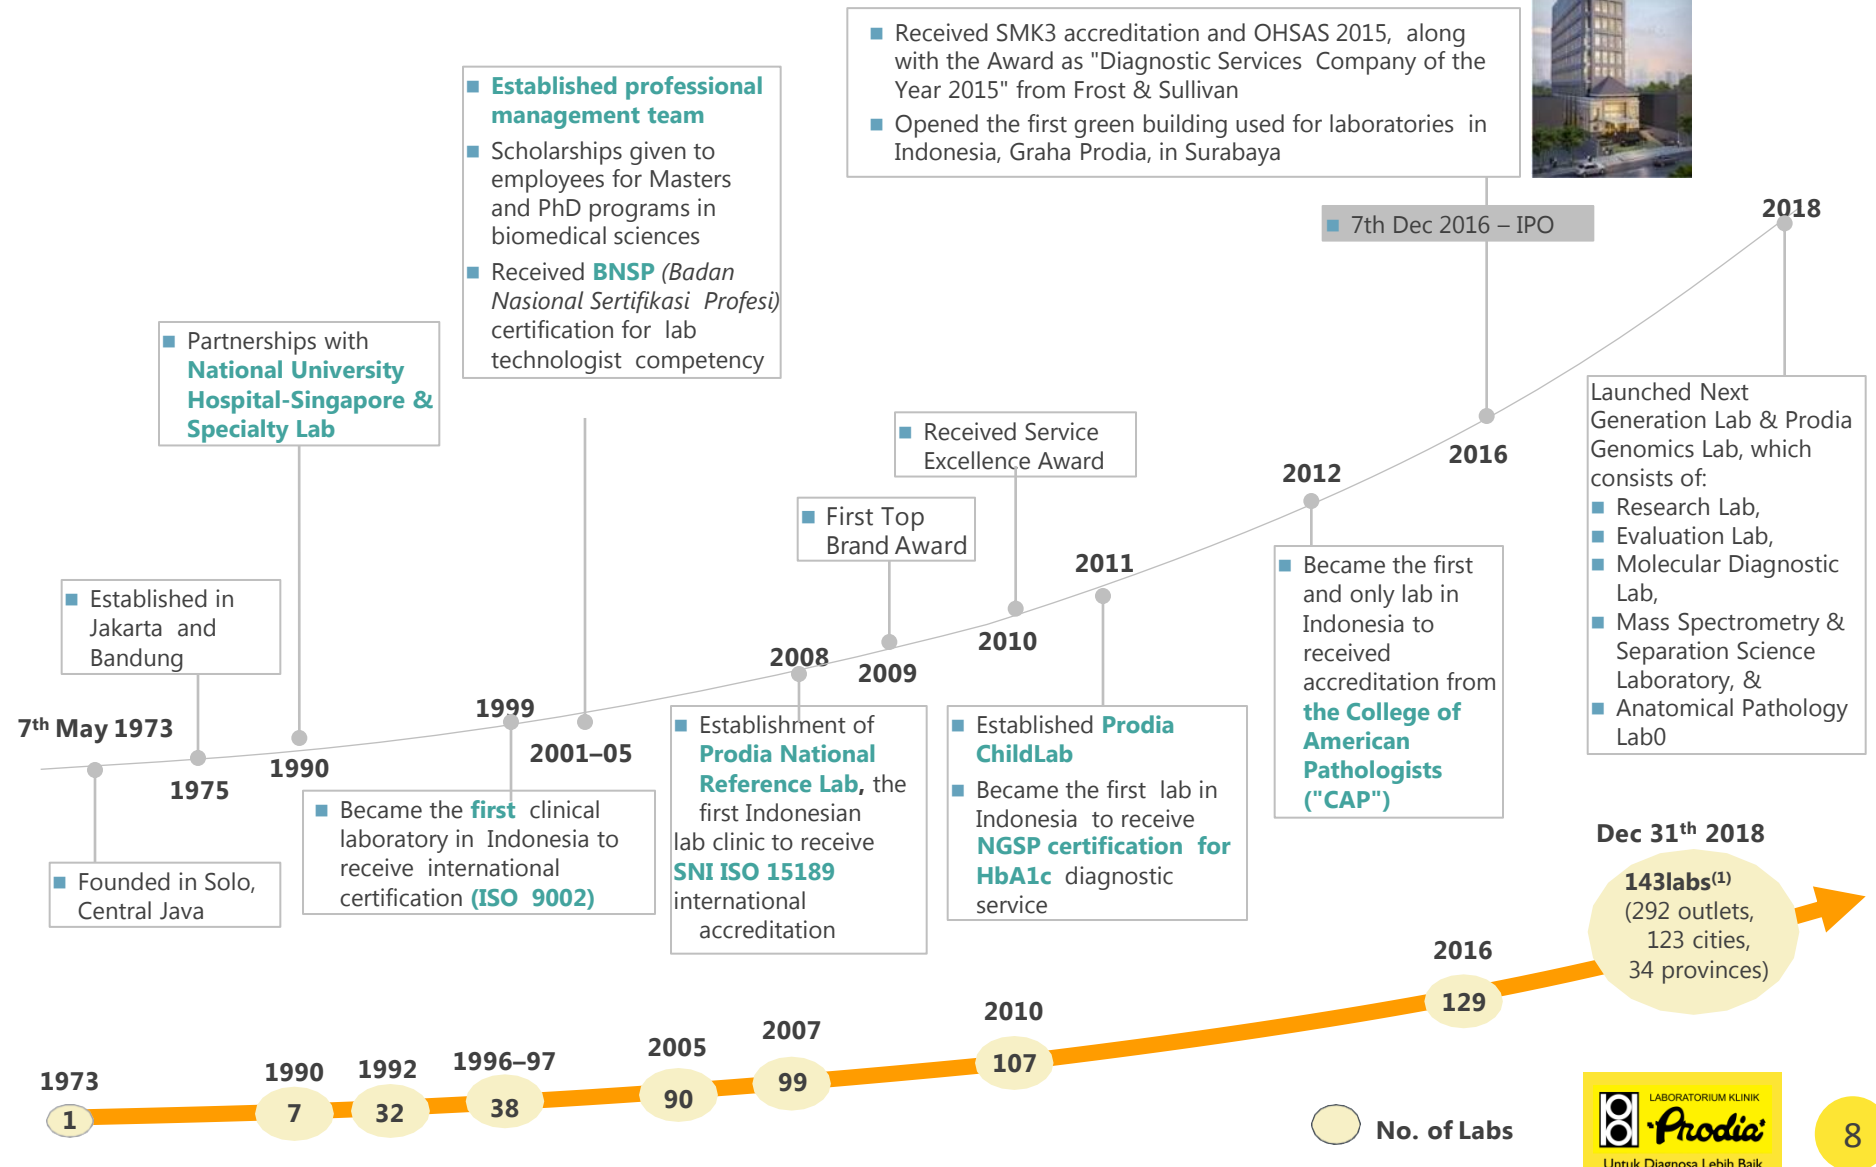 Received SMK3 accreditation and OHSAS 2015, along
with the Award as "Diagnostic Services Company of the
Year 2015" from Frost & Sullivan
Opened the first green building used for laboratories in
Indonesia, Graha Prodia, in Surabaya
7th Dec 2016 – IPO
2018
Established professional
management team
Scholarships given to
employees for Masters
and PhD programs in
biomedical sciences
Received BNSP (Badan
Nasional Sertifikasi Profesi)
certification for lab
technologist competency
Partnerships with
National University
Hospital-Singapore &
Specialty Lab
Received Service
Excellence Award
First Top
Brand Award
Established in
Jakarta and
Bandung
7th May 1973
1975
1990
1999
2001–05
2008
2009
2010
2011
2012
2016
Launched Next
Generation Lab & Prodia
Genomics Lab, which
consists of:
Research Lab,
Evaluation Lab,
Molecular Diagnostic
Lab,
Mass Spectrometry &
Separation Science
Laboratory, &
Anatomical Pathology
Lab0
Founded in Solo,
Central Java
Became the first clinical
laboratory in Indonesia to
receive international
certification (ISO 9002)
Establishment of
Prodia National
Reference Lab, the
first Indonesian
lab clinic to receive
SNI ISO 15189
international
accreditation
Established Prodia
ChildLab
Became the first lab in
Indonesia to receive
NGSP certification for
HbA1c diagnostic
service
Became the first
and only lab in
Indonesia to
received
accreditation from
the College of
American
Pathologists
("CAP")
Dec 31th 2018
143labs(1)
(292 outlets,
123 cities,
34 provinces)
1973
1
1990
7
1992
32
1996–97
38
2005
90
2007
99
2010
107
2016
129
No. of Labs
LABORATORIUM KLINIK
Prodia
Untuk Diagnosa Lebih Baik
8